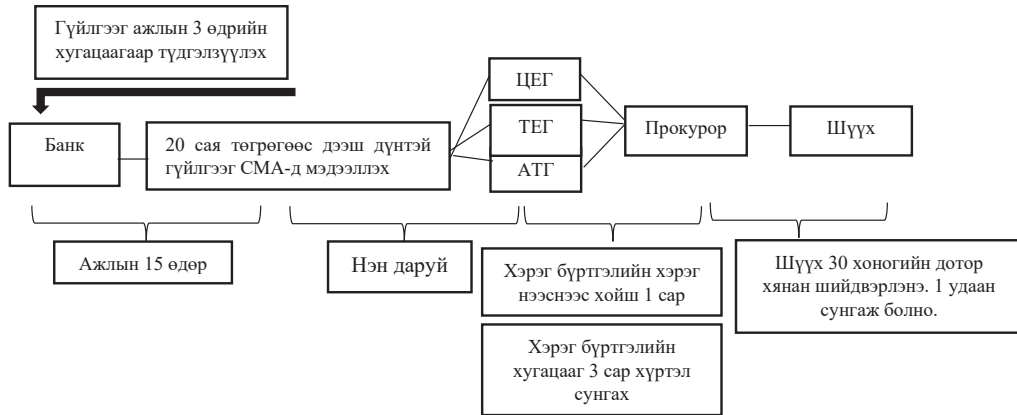 Гүйлгээг ажлын 3 өдрийн
хугацаагаар түдгэлзүүлэх
Банк
20 сая төгрөгөөс дээш дүнтэй
гүйлгээг СМА-д мэдээллэх
ЦЕГ
ТЕГ
АТГ
Прокурор
Шүүх
Ажлын 15 өдөр
Нэн даруй
Хэрэг бүртгэлийн хэрэг
нээснээс хойш 1 сар
Хэрэг бүртгэлийн
хугацааг 3 сар хүртэл
сунгах
Шүүх 30 хоногийн дотор
хянан шийдвэрлэнэ. 1 удаан
сунгаж болно.